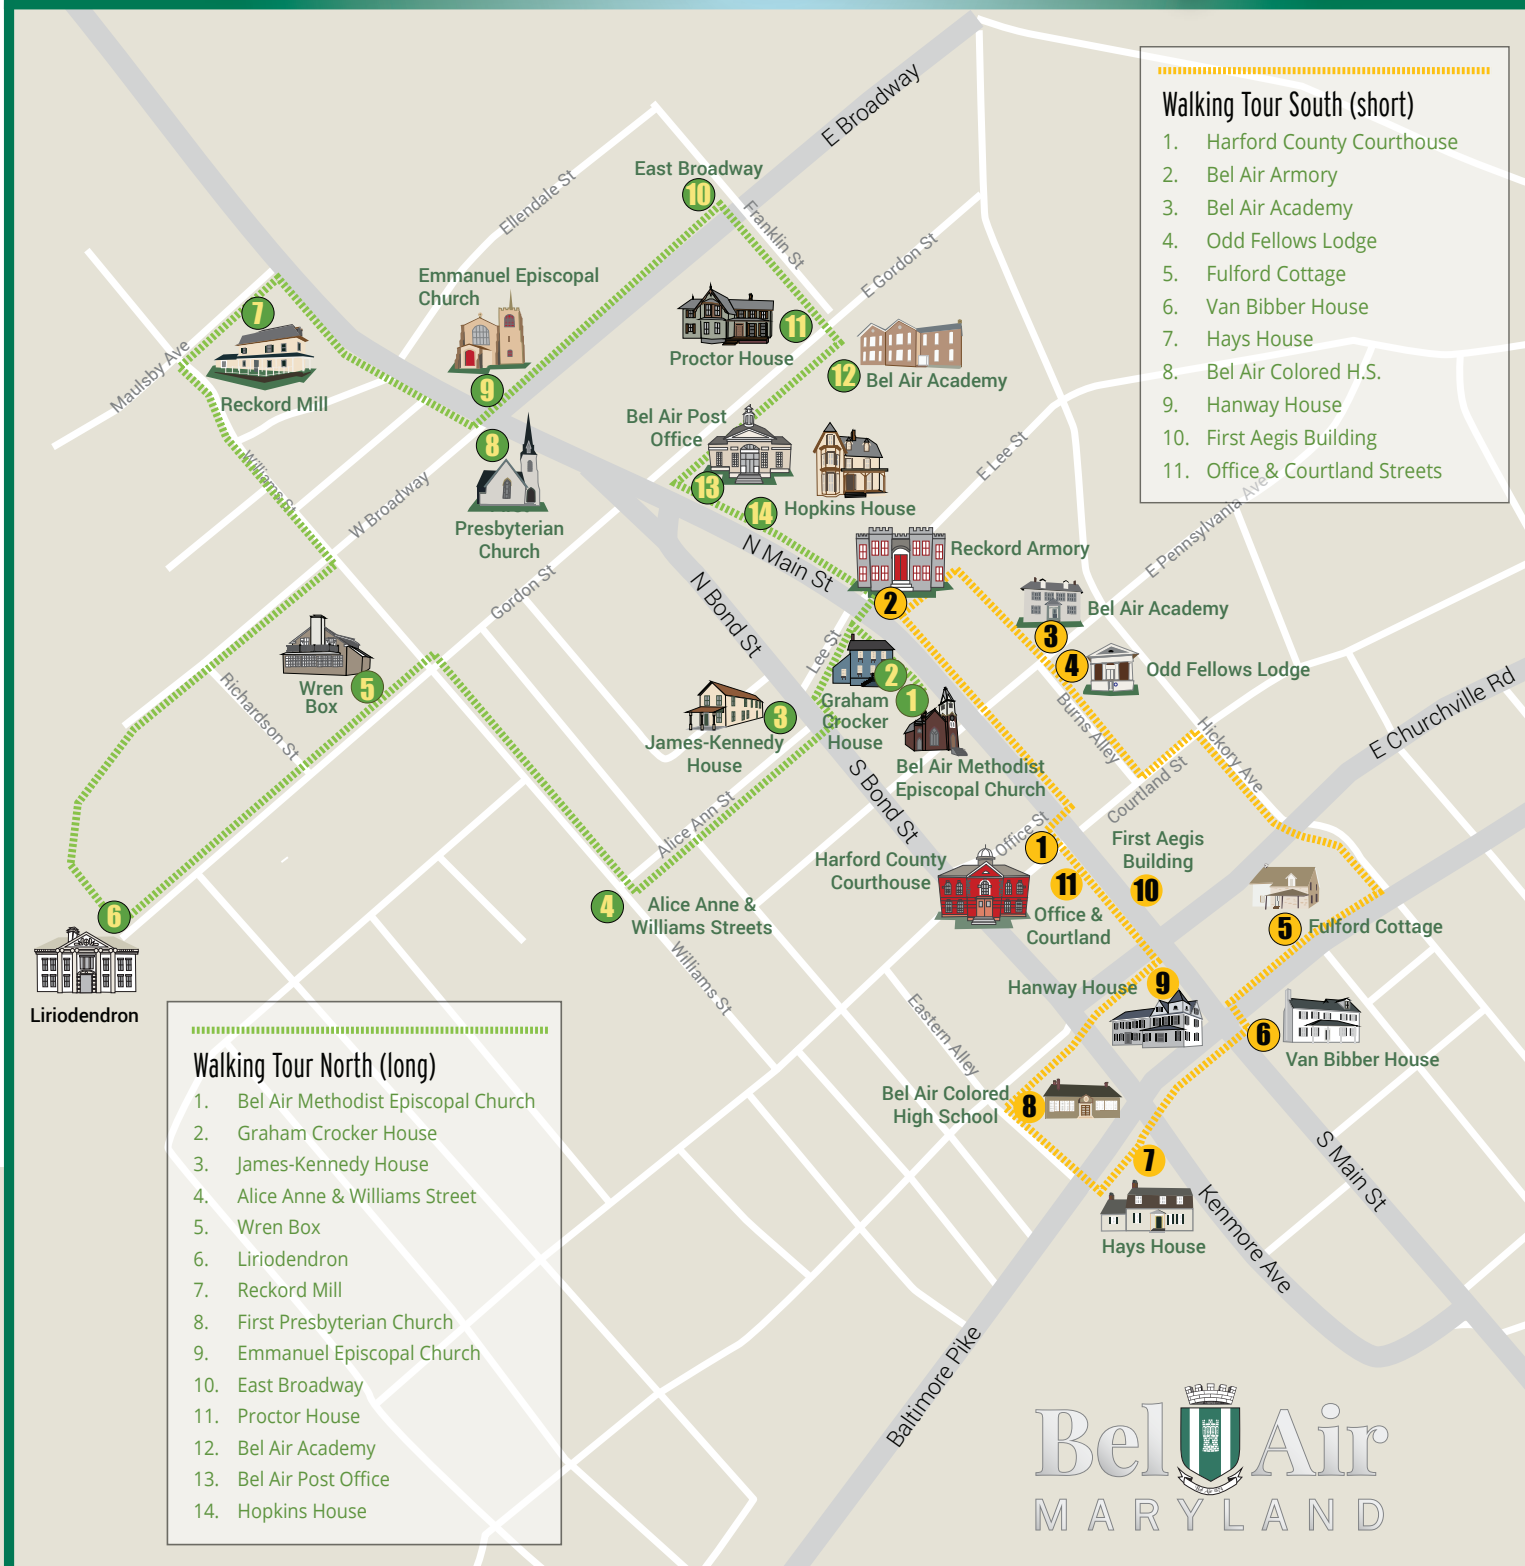 E Broadway
Walking Tour South (short)
1. Harford County Courthouse
2. Bel Air Armory
3. Bel Air Academy
4. Odd Fellows Lodge
5. Fulford Cottage
6. Van Bibber House
7. Hays House
8. Bel Air Colored H.S.
9. Hanway House
10. First Aegis Building
11. Office & Courtland Streets
East Broadway
10
Ellendale St
Franklin St
E Gordon St
Emmanuel Episcopal
Church
9
7
Reckord Mill
Maulsby Ave
11
Proctor House
12
Bel Air Academy
Bel Air Post
Office
13
14
Hopkins House
8
Presbyterian
Church
Williams St
W Broadway
Gordon St
E Lee St
E Pennsylvania Ave
N Main St
N Bond St
Reckord Armory
2
Bel Air Academy
3
4
Odd Fellows Lodge
Burns Alley
Hickory Ave
E Churchville Rd
Lee St
2
Graham
Crocker
House
1
Bel Air Methodist
Episcopal Church
Wren
Box
5
Richardson St
James-Kennedy
House
3
S Bond St
Alice Ann St
Courtland St
Office St
1
Harford County
Courthouse
11
Office &
Courtland
First Aegis
Building
10
4
Alice Anne &
Williams Streets
Williams St
6
Liriodendron
5
Fulford Cottage
Hanway House
9
6
Van Bibber House
Eastern Alley
Bel Air Colored
High School
8
7
Hays House
S Main St
Kenmore Ave
Baltimore Pike
Walking Tour North (long)
1. Bel Air Methodist Episcopal Church
2. Graham Crocker House
3. James-Kennedy House
4. Alice Anne & Williams Street
5. Wren Box
6. Liriodendron
7. Reckord Mill
8. First Presbyterian Church
9. Emmanuel Episcopal Church
10. East Broadway
11. Proctor House
12. Bel Air Academy
13. Bel Air Post Office
14. Hopkins House
Bel Air
MARYLAND